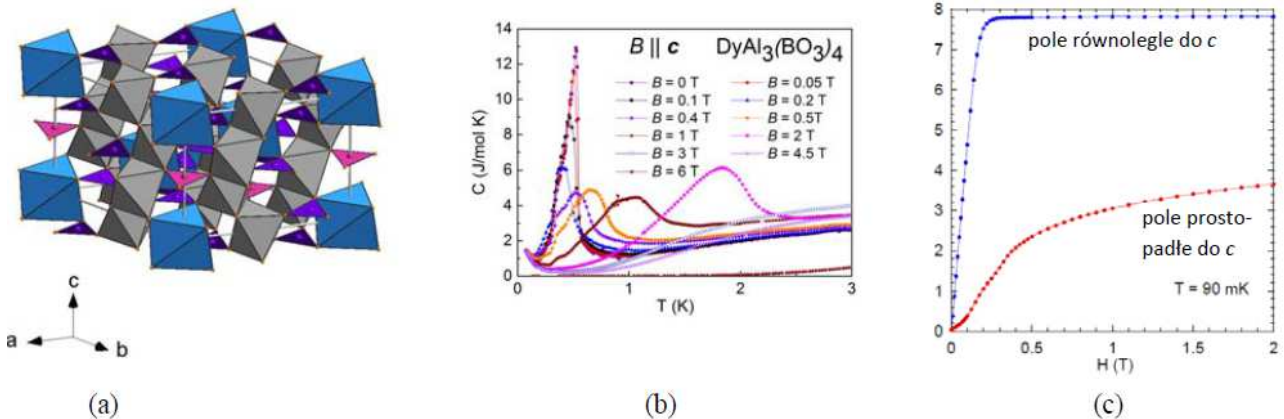 c
a
b
(a)
B || c DyAl3(BO3)4
B = 0 T
B = 0.05 T
B = 0.1 T
B = 0.2 T
B = 0.4 T
B = 0.5T
B = 1 T
B = 2 T
B = 3 T
B = 4.5 T
B = 6 T
C (J/mol K)
14
12
10
8
6
4
2
0
0 1 2 3
T (K)
(b)
8
7
6
5
4
3
2
1
0
pole równolegle do c
pole prosto-
padłe do c
T = 90 mK
0 0.5 1 1.5 2
H (T)
(c)